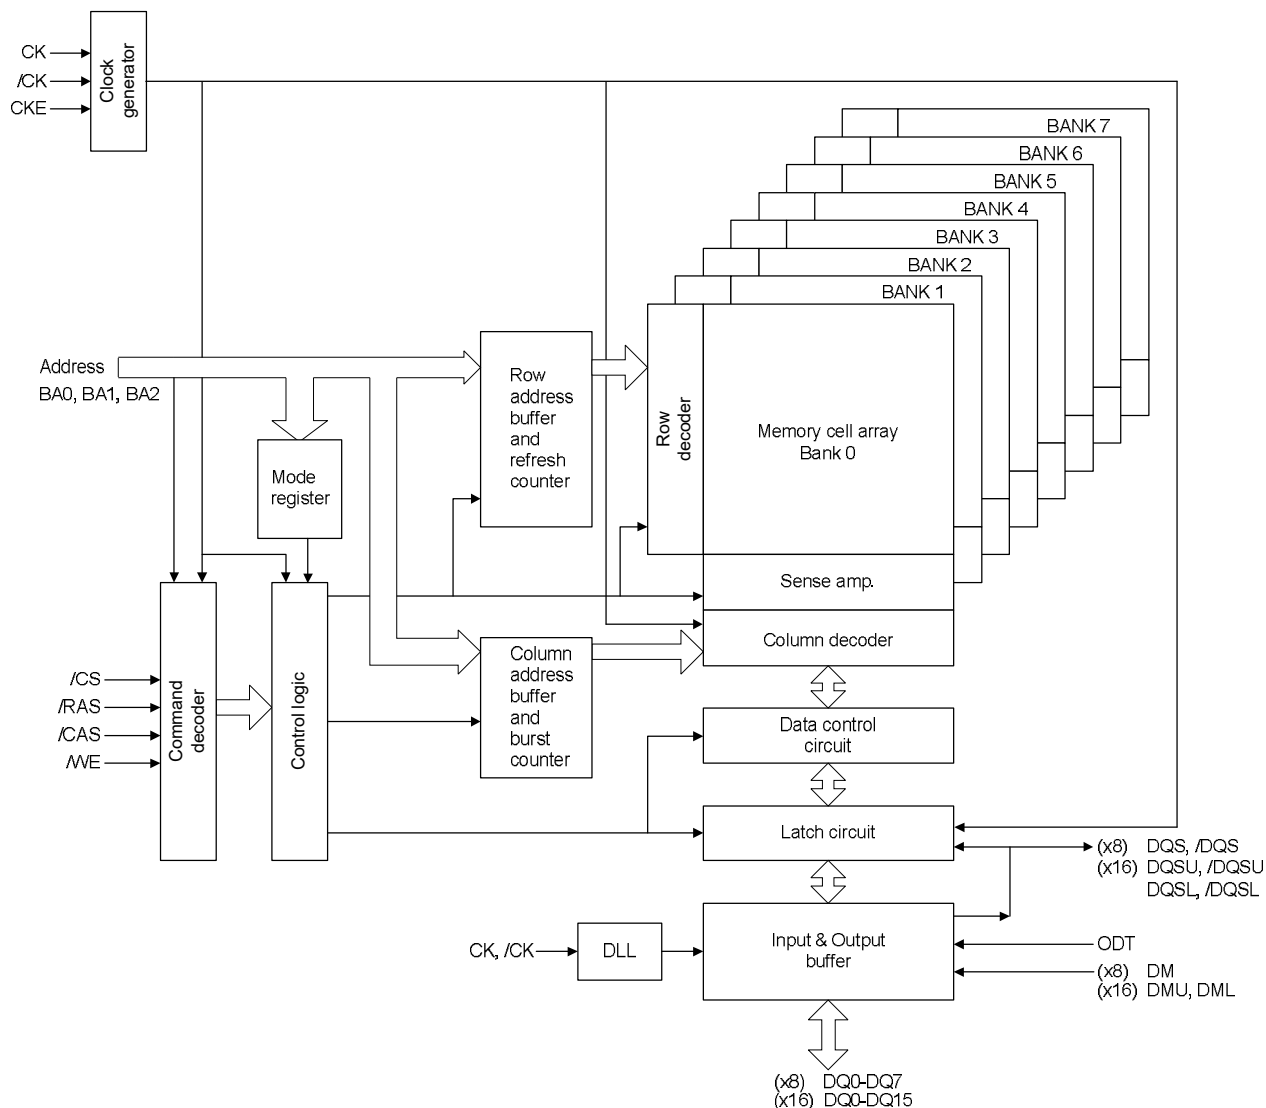 CK
/CK
CKE
Clock
generator
BANK 7
BANK 6
BANK 5
BANK 4
BANK 3
BANK 2
BANK 1
Address
BA0, BA1, BA2
Row
address
buffer
and
refresh
counter
Row
decoder
Memory cell array
Bank 0
Mode
register
Sense amp.
Column decoder
/CS
/RAS
/CAS
/WE
Command
decoder
Control logic
Column
address
buffer
and
burst
counter
Data control
circuit
Latch circuit
(x8) DQS, /DQS
(x16) DQSU, /DQSU
DQSL, /DQSL
CK, /CK
DLL
Input & Output
buffer
ODT
(x8) DM
(x16) DMU, DML
(x8) DQ0-DQ7
(x16) DQ0-DQ15